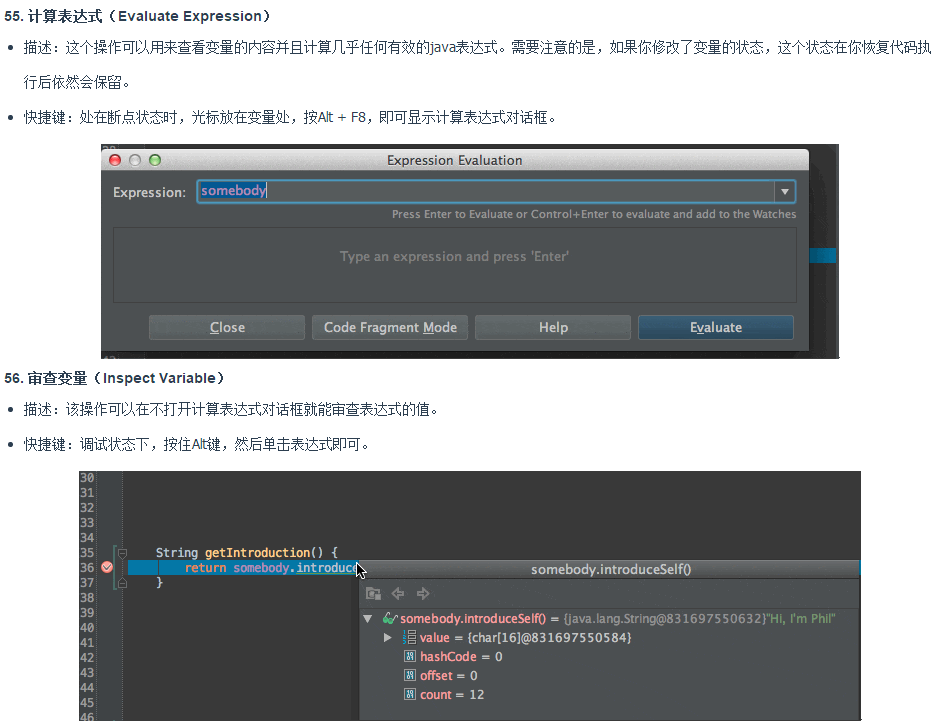 55. 计算表达式（Evaluate Expression）
描述：这个操作可以用来查看变量的内容并且计算几乎任何有效的java表达式。需要注意的是，如果你修改了变量的状态，这个状态在你恢复代码执
行后依然会保留。
快捷键：处在断点状态时，光标放在变量处，按Alt + F8，即可显示计算表达式对话框。
Expression Evaluation
Expression: somebody
Press Enter to Evaluate or Control+Enter to evaluate and add to the Watches
Type an expression and press 'Enter'
Close Code Fragment Mode Help Evaluate
56. 审查变量（Inspect Variable）
描述：该操作可以在不打开计算表达式对话框就能审查表达式的值。
快捷键：调试状态下，按住Alt键，然后单击表达式即可。
30
31
32
33
34
35 String getIntroduction() {
36 return somebody.introduce
somebody.introduceSelf()
37 }
38
39 somebody.introduceSelf() = {java.lang.String@831697550632}"Hi, I'm Phil"
40 value = {char[16]@831697550584}
41
42 hashCode = 0
43 offset = 0
44 count = 12
45
46